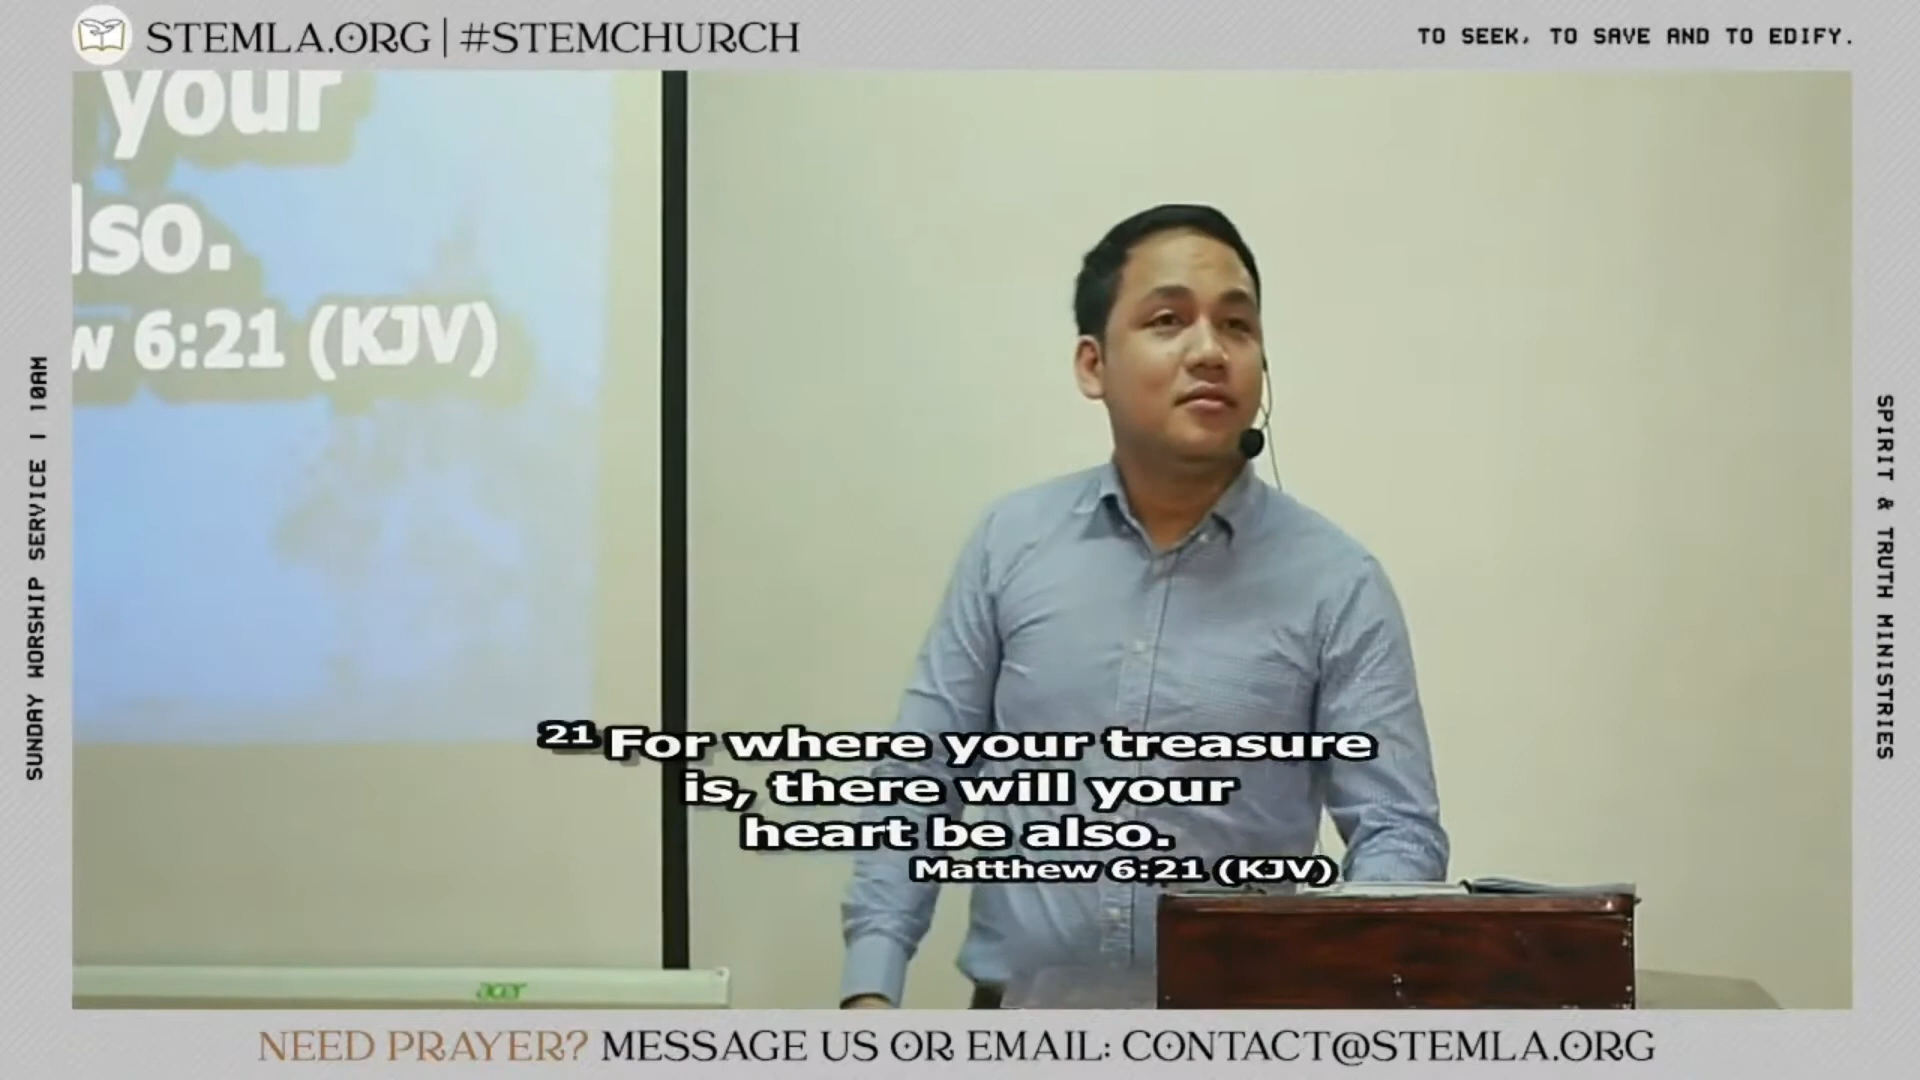 STEMLA.ORG | #STEMCHURCH
TO SEEK, TO SAVE AND TO EDIFY.
your
lso.
w 6:21 (KJV)
SUNDAY WORSHIP SERVICE | 10AM
SPIRIT & TRUTH MINISTRIES
21 For where your treasure
is, there will your
heart be also.
Matthew 6:21 (KJV)
acer
NEED PRAYER? MESSAGE US OR EMAIL: CONTACT@STEMLA.ORG